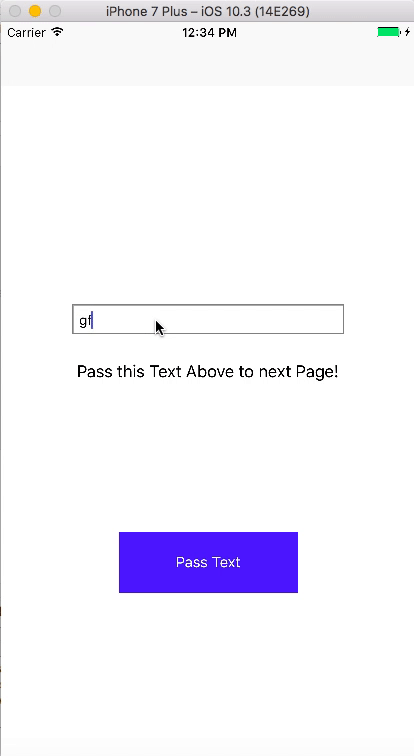 iPhone 7 Plus – iOS 10.3 (14E269)
Carrier 12:34 PM
gf
Pass this Text Above to next Page!
Pass Text